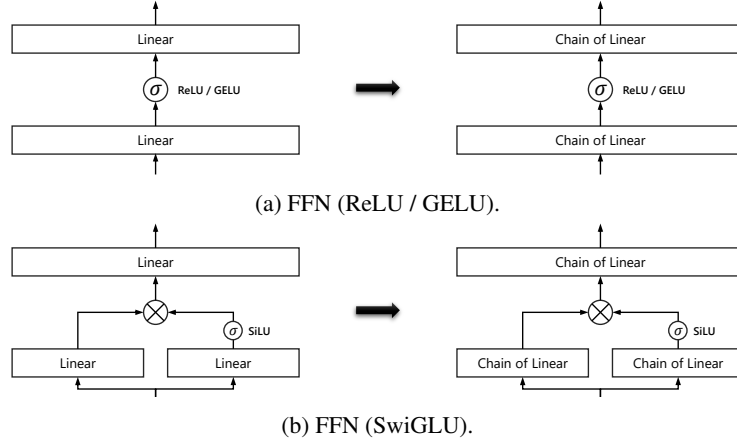 Linear
Chain of Linear
σ ReLU / GELU
σ ReLU / GELU
Linear
Chain of Linear
(a) FFN (ReLU / GELU).
Linear
Chain of Linear
σ SiLU
σ SiLU
Linear
Linear
Chain of Linear
Chain of Linear
(b) FFN (SwiGLU).